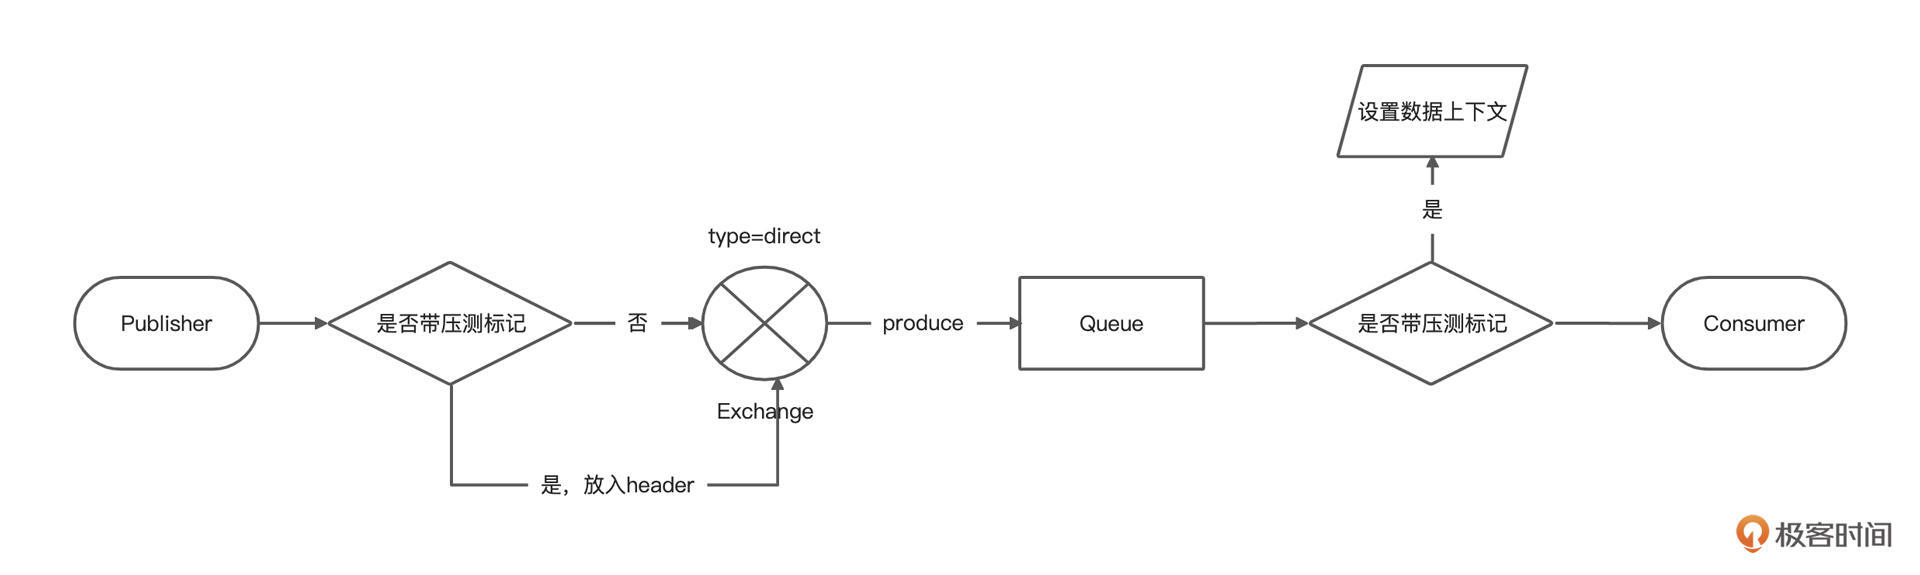 设置数据上下文
是
type=direct
Publisher
是否带压测标记
否
produce
Queue
是否带压测标记
Consumer
Exchange
是，放入header
极客时间